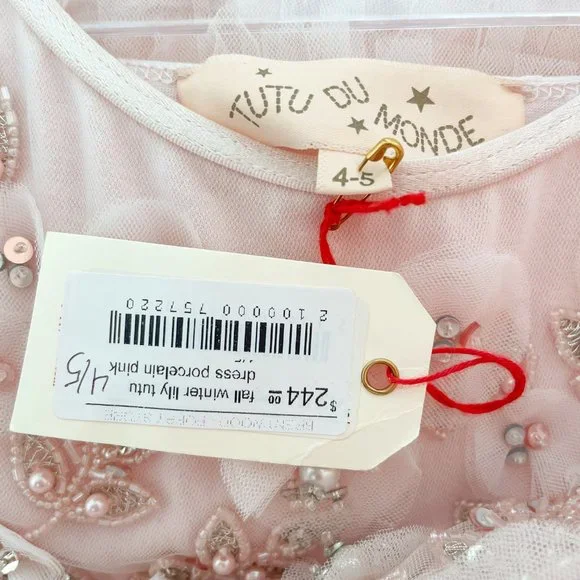 TUTU DU MONDE
4-5
$244.00 fall winter lily tutu
dress porcelain pink
2 100000 757220
4/5